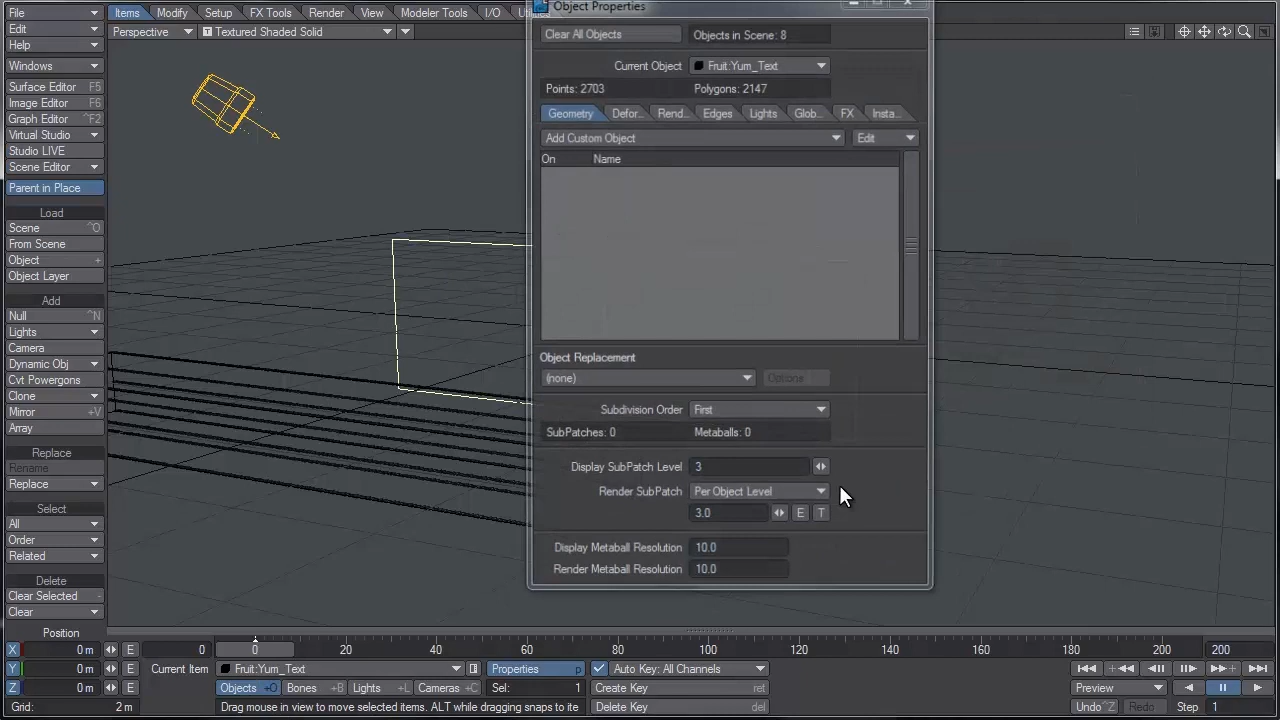 File
Items
Modify
Setup
FX Tools
Render
View
Modeler Tools
I/O
Object Properties
Edit
Perspective
Textured Shaded Solid
Clear All Objects
Objects in Scene: 8
Help
Windows
Current Object
Fruit:Yum_Text
Surface Editor F5
Points: 2703
Polygons: 2147
Image Editor F6
Graph Editor ^F2
Geometry
Defor...
Rend...
Edges
Lights
Glob...
FX
Insta...
Virtual Studio
Add Custom Object
Edit
Studio LIVE
On
Name
Scene Editor
Parent in Place
Load
Scene ^O
From Scene
Object +
Object Layer
Add
Null ^N
Lights
Camera
Object Replacement
Dynamic Obj
(none)
Options
Cvt Powergons
Clone
Subdivision Order
First
Mirror +V
SubPatches: 0
Metaballs: 0
Array
Replace
Display SubPatch Level
3
Rename
Replace
Render SubPatch
Per Object Level
Select
3.0
E
T
All
Order
Display Metaball Resolution
10.0
Related
Render Metaball Resolution
10.0
Delete
Clear Selected -
Clear
Position
X
0 m
E
0
0
20
40
60
80
100
120
140
160
180
200
200
Y
0 m
E
Current Item
Fruit:Yum_Text
Properties p
Auto Key: All Channels
Z
0 m
E
Objects +O
Bones +B
Lights +L
Cameras +C
Sel: 1
Create Key ret
Preview
Grid: 2 m
Drag mouse in view to move selected items. ALT while dragging snaps to ite
Delete Key del
Undo^Z
Redo
Step 1